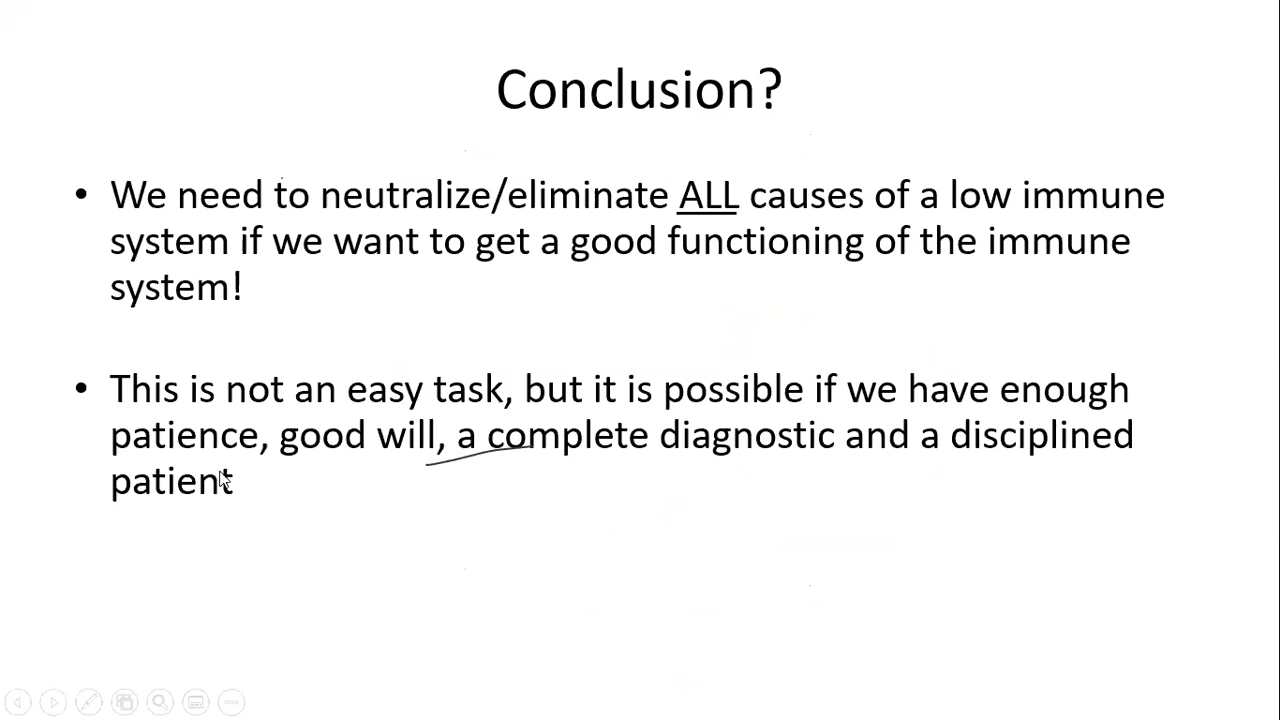 Conclusion?
• We need to neutralize/eliminate ALL causes of a low immune
system if we want to get a good functioning of the immune
system!
• This is not an easy task, but it is possible if we have enough
patience, good will, a complete diagnostic and a disciplined
patient